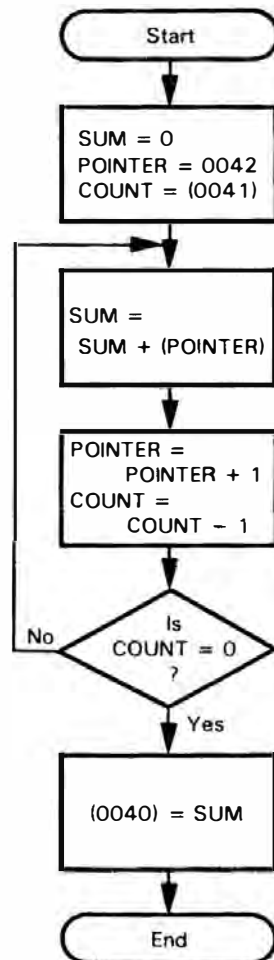 Start
SUM = 0
POINTER = 0042
COUNT = (0041)
SUM =
SUM + (POINTER)
POINTER =
POINTER + 1
COUNT =
COUNT - 1
Is
COUNT = 0
?
No
Yes
(0040) = SUM
End